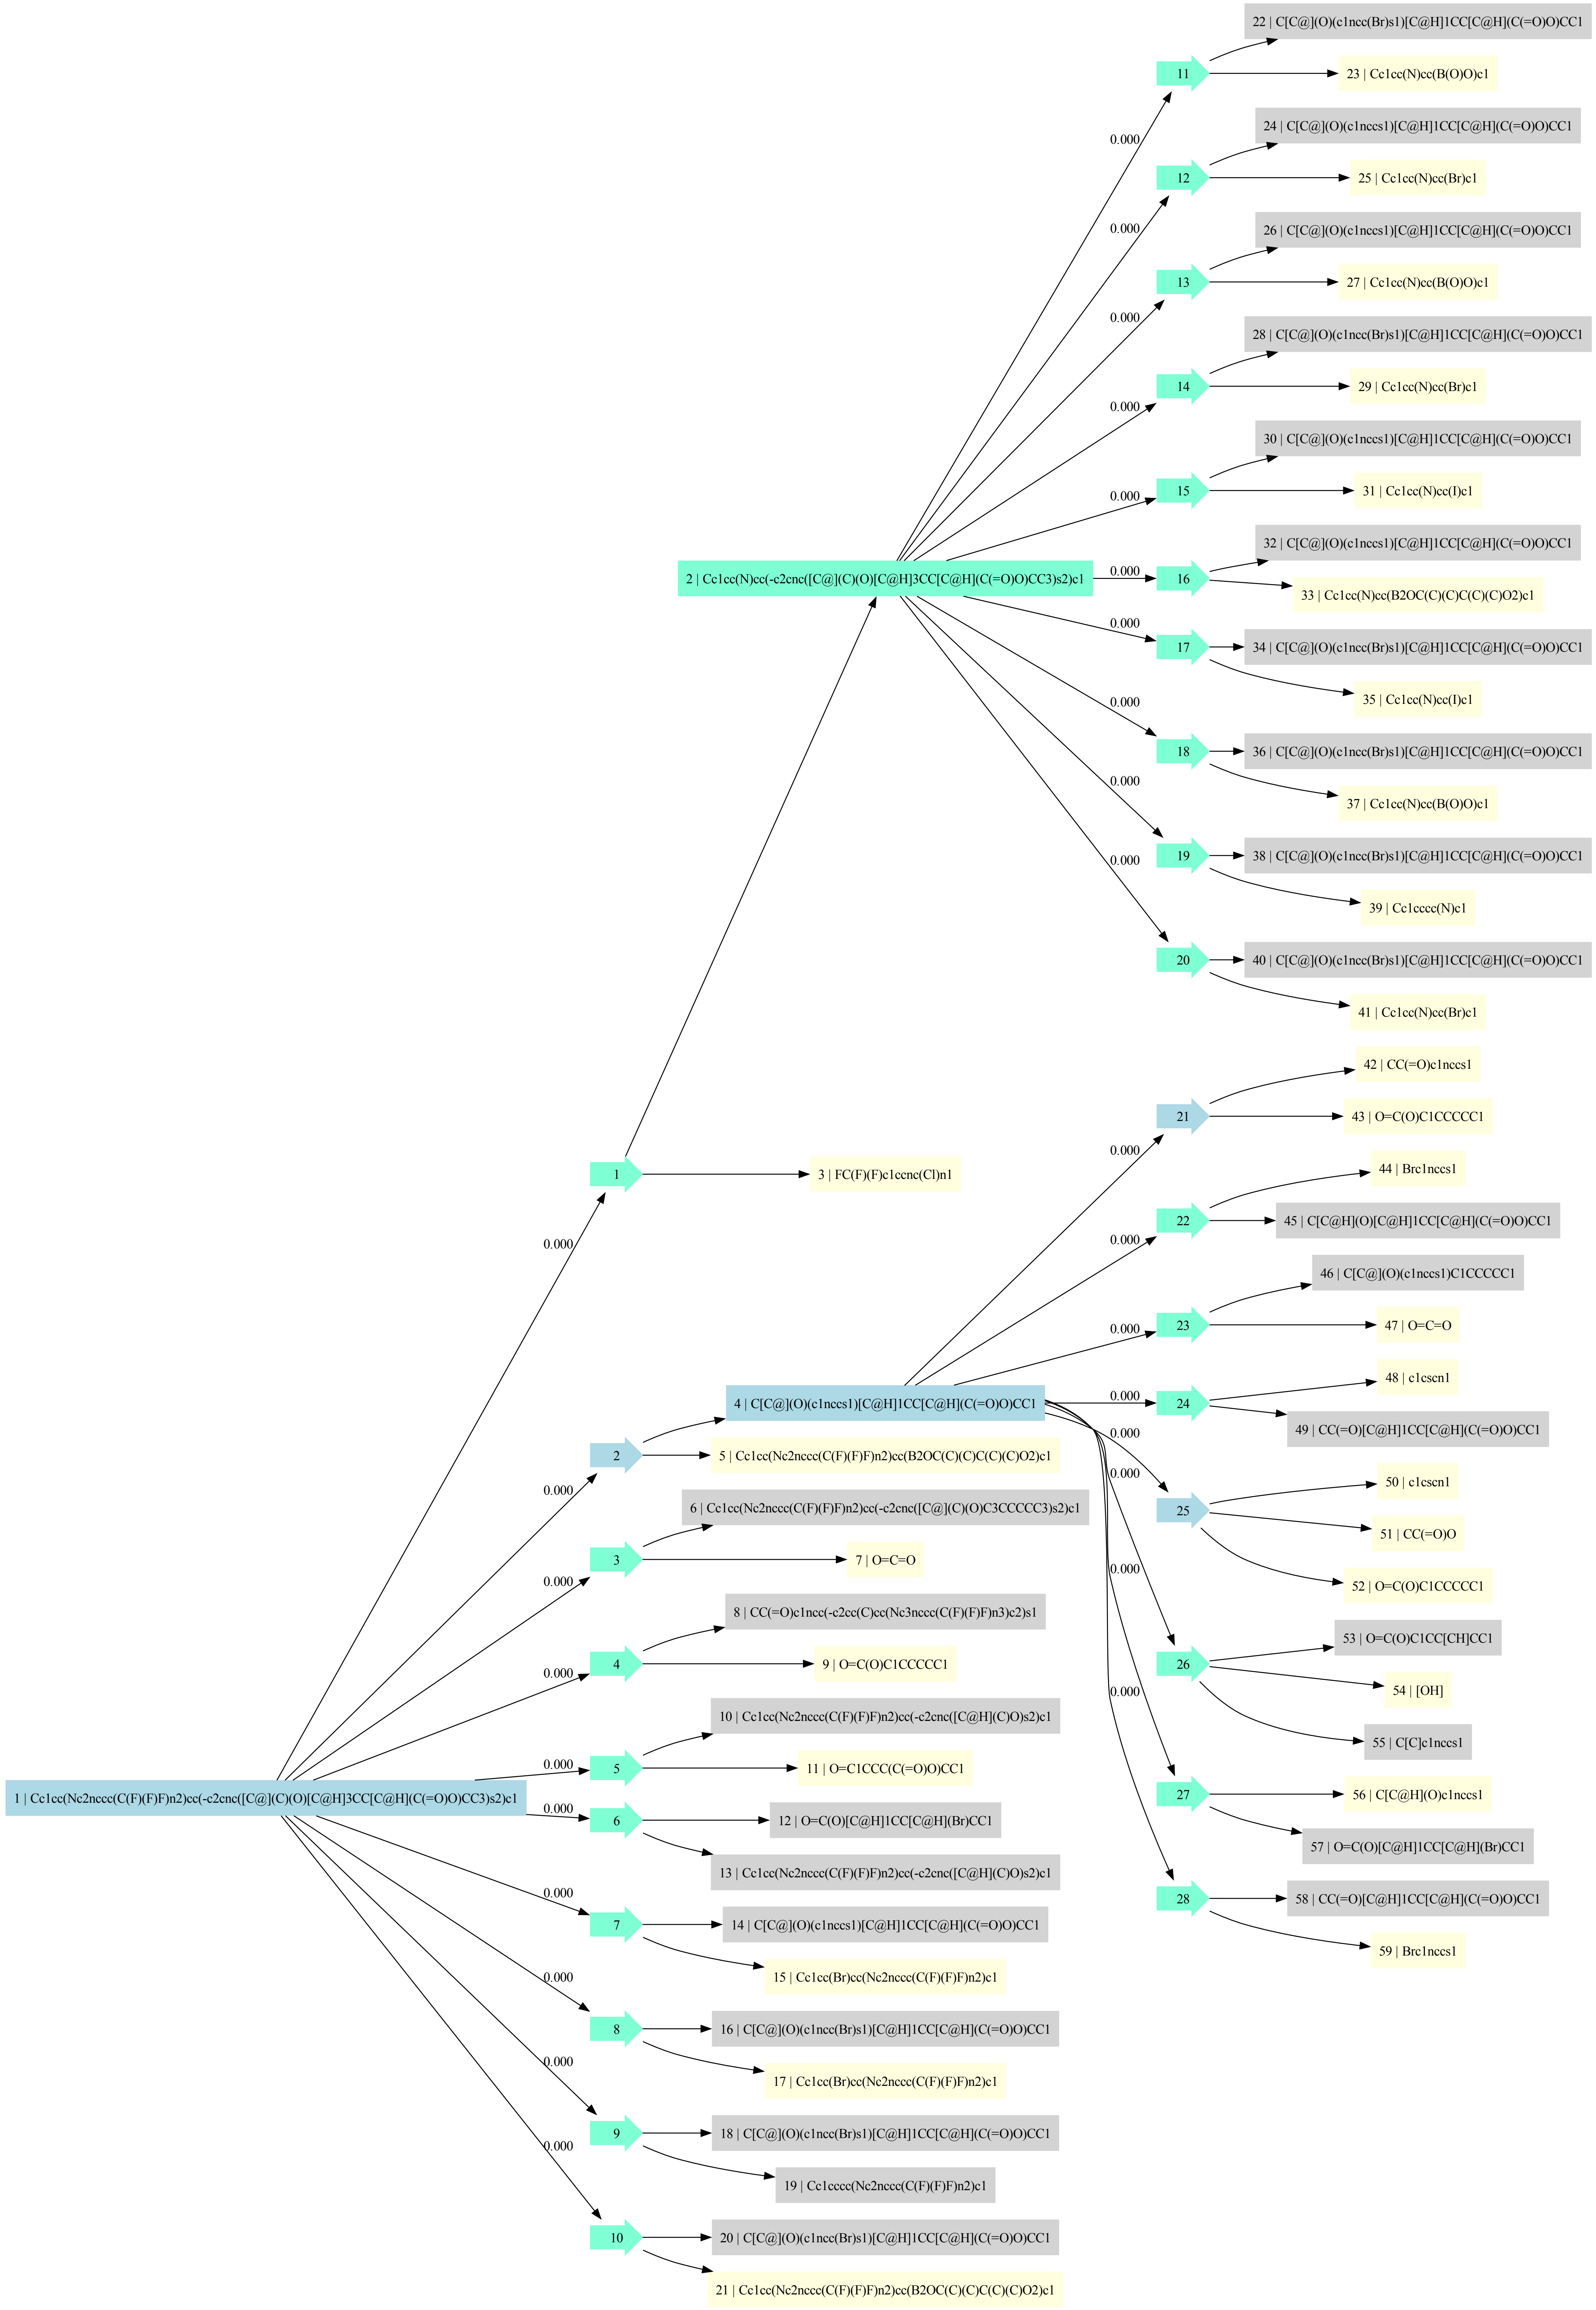 22 | C[C@](O)(c1ncc(Br)s1)[C@H]1CC[C@H](C(=O)O)CC1
11
23 | Cc1cc(N)cc(B(O)O)c1
24 | C[C@](O)(c1nccs1)[C@H]1CC[C@H](C(=O)O)CC1
0.000
12
25 | Cc1cc(N)cc(Br)c1
0.000
26 | C[C@](O)(c1nccs1)[C@H]1CC[C@H](C(=O)O)CC1
13
27 | Cc1cc(N)cc(B(O)O)c1
0.000
28 | C[C@](O)(c1ncc(Br)s1)[C@H]1CC[C@H](C(=O)O)CC1
14
29 | Cc1cc(N)cc(Br)c1
0.000
30 | C[C@](O)(c1nccs1)[C@H]1CC[C@H](C(=O)O)CC1
15
31 | Cc1cc(N)cc(I)c1
0.000
32 | C[C@](O)(c1nccs1)[C@H]1CC[C@H](C(=O)O)CC1
2 | Cc1cc(N)cc(-c2cnc([C@](C)(O)[C@H]3CC[C@H](C(=O)O)CC3)s2)c1
0.000
16
33 | Cc1cc(N)cc(B2OC(C)(C)C(C)(C)O2)c1
0.000
17
34 | C[C@](O)(c1ncc(Br)s1)[C@H]1CC[C@H](C(=O)O)CC1
35 | Cc1cc(N)cc(I)c1
0.000
18
36 | C[C@](O)(c1ncc(Br)s1)[C@H]1CC[C@H](C(=O)O)CC1
0.000
37 | Cc1cc(N)cc(B(O)O)c1
19
38 | C[C@](O)(c1ncc(Br)s1)[C@H]1CC[C@H](C(=O)O)CC1
0.000
39 | Cc1cccc(N)c1
20
40 | C[C@](O)(c1ncc(Br)s1)[C@H]1CC[C@H](C(=O)O)CC1
41 | Cc1cc(N)cc(Br)c1
42 | CC(=O)c1nccs1
21
43 | O=C(O)C1CCCCC1
0.000
1
3 | FC(F)(F)c1ccnc(Cl)n1
44 | Brc1nccs1
22
45 | C[C@H](O)[C@H]1CC[C@H](C(=O)O)CC1
0.000
0.000
46 | C[C@](O)(c1nccs1)C1CCCCC1
23
47 | O=C=O
0.000
48 | c1cscn1
4 | C[C@](O)(c1nccs1)[C@H]1CC[C@H](C(=O)O)CC1
0.000
24
49 | CC(=O)[C@H]1CC[C@H](C(=O)O)CC1
0.000
2
5 | Cc1cc(Nc2nccc(C(F)(F)F)n2)cc(B2OC(C)(C)C(C)(C)O2)c1
0.000
50 | c1cscn1
0.000
6 | Cc1cc(Nc2nccc(C(F)(F)F)n2)cc(-c2cnc([C@](C)(O)C3CCCCC3)s2)c1
25
51 | CC(=O)O
3
7 | O=C=O
0.000
0.000
52 | O=C(O)C1CCCCC1
8 | CC(=O)c1ncc(-c2cc(C)cc(Nc3nccc(C(F)(F)F)n3)c2)s1
53 | O=C(O)C1CC[CH]CC1
0.000
4
9 | O=C(O)C1CCCCC1
26
54 | [OH]
0.000
10 | Cc1cc(Nc2nccc(C(F)(F)F)n2)cc(-c2cnc([C@H](C)O)s2)c1
55 | C[C]c1nccs1
0.000
5
11 | O=C1CCC(C(=O)O)CC1
1 | Cc1cc(Nc2nccc(C(F)(F)F)n2)cc(-c2cnc([C@](C)(O)[C@H]3CC[C@H](C(=O)O)CC3)s2)c1
27
56 | C[C@H](O)c1nccs1
0.000
6
12 | O=C(O)[C@H]1CC[C@H](Br)CC1
57 | O=C(O)[C@H]1CC[C@H](Br)CC1
13 | Cc1cc(Nc2nccc(C(F)(F)F)n2)cc(-c2cnc([C@H](C)O)s2)c1
0.000
28
58 | CC(=O)[C@H]1CC[C@H](C(=O)O)CC1
7
14 | C[C@](O)(c1nccs1)[C@H]1CC[C@H](C(=O)O)CC1
59 | Brc1nccs1
0.000
15 | Cc1cc(Br)cc(Nc2nccc(C(F)(F)F)n2)c1
8
16 | C[C@](O)(c1ncc(Br)s1)[C@H]1CC[C@H](C(=O)O)CC1
0.000
17 | Cc1cc(Br)cc(Nc2nccc(C(F)(F)F)n2)c1
9
18 | C[C@](O)(c1ncc(Br)s1)[C@H]1CC[C@H](C(=O)O)CC1
0.000
19 | Cc1cccc(Nc2nccc(C(F)(F)F)n2)c1
10
20 | C[C@](O)(c1ncc(Br)s1)[C@H]1CC[C@H](C(=O)O)CC1
21 | Cc1cc(Nc2nccc(C(F)(F)F)n2)cc(B2OC(C)(C)C(C)(C)O2)c1